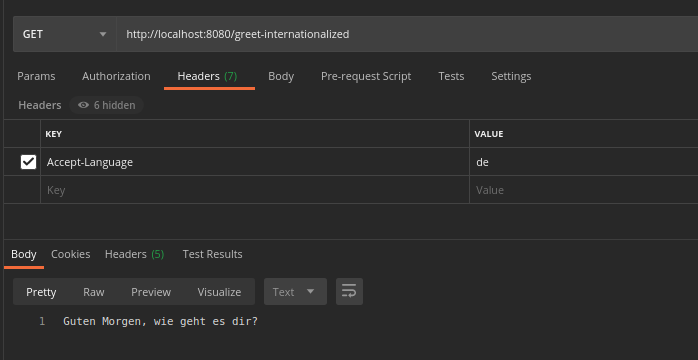 GET http://localhost:8080/greet-internationalized
Params Authorization Headers (7) Body Pre-request Script Tests Settings
Headers 6 hidden
KEY VALUE
Accept-Language de
Key Value
Body Cookies Headers (5) Test Results
Pretty Raw Preview Visualize Text
1 Guten Morgen, wie geht es dir?